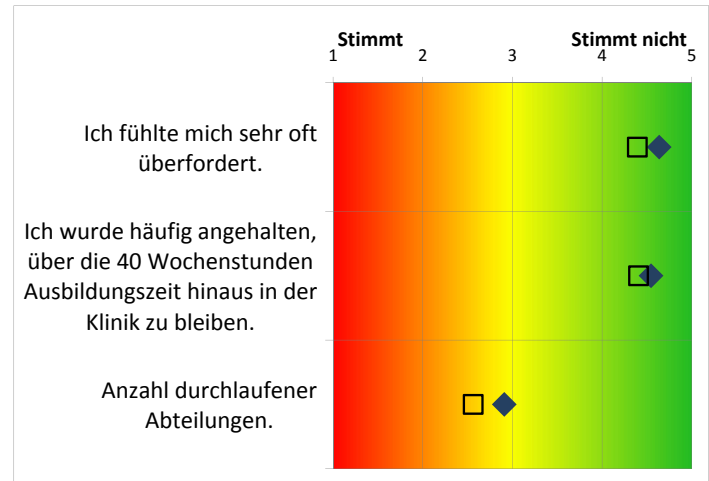 Stimmt Stimmt nicht
1 2 3 4 5
Ich fühlte mich sehr oft
überfordert.
Ich wurde häufig angehalten,
über die 40 Wochenstunden
Ausbildungszeit hinaus in der
Klinik zu bleiben.
Anzahl durchlaufener
Abteilungen.